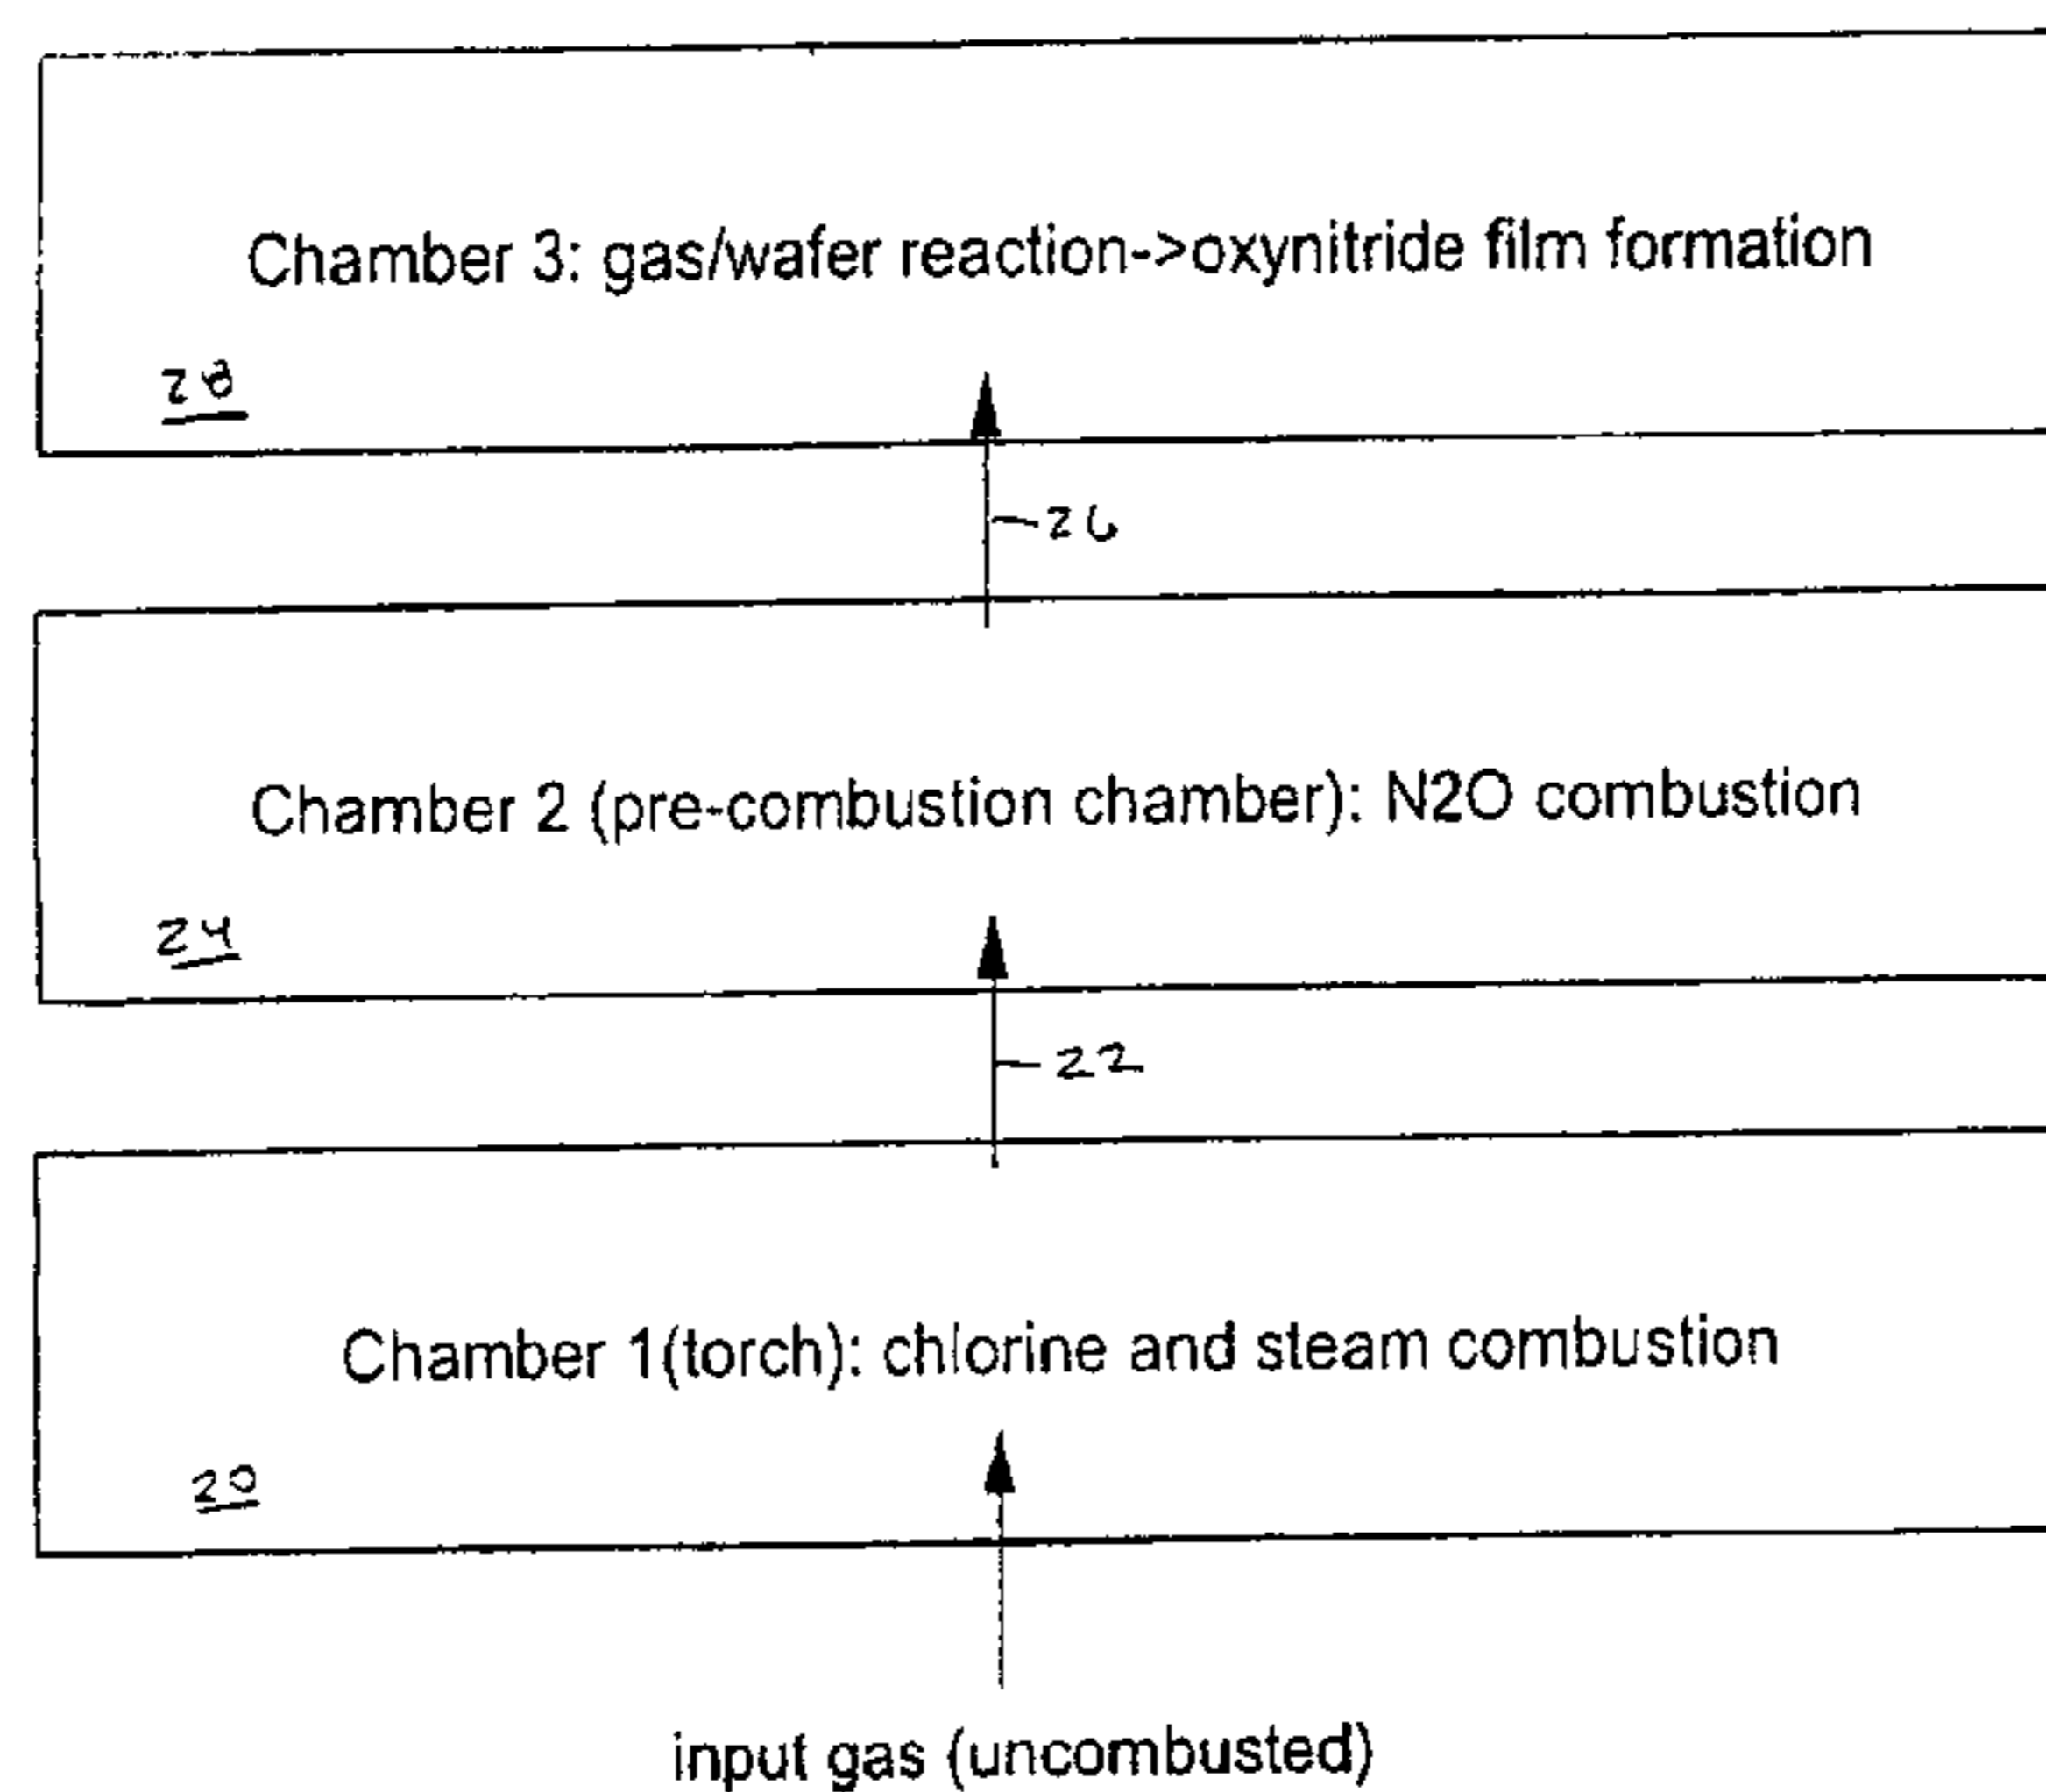 Chamber 3: gas/wafer reaction->oxynitride film formation
28
26
Chamber 2 (pre-combustion chamber): N2O combustion
24
22
Chamber 1(torch): chlorine and steam combustion
20
input gas (uncombusted)